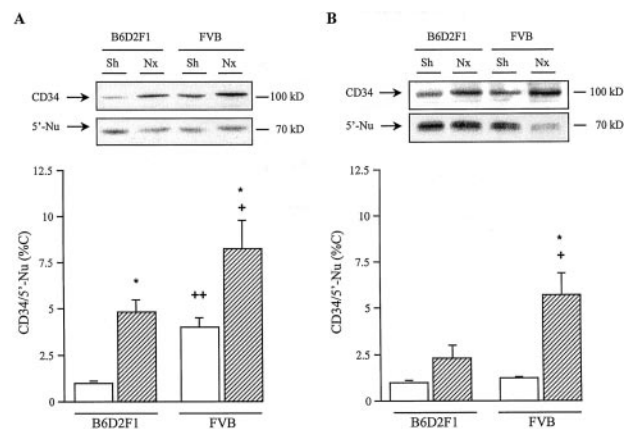 A
B6D2F1 FVB
Sh Nx Sh Nx
CD34 100 kD
5'-Nu 70 kD
CD34/5'-Nu (%C)
12.5
10
7.5
5
2.5
0
*
++
*
+
B6D2F1 FVB
B
B6D2F1 FVB
Sh Nx Sh Nx
CD34 100 kD
5'-Nu 70 kD
CD34/5'-Nu (%C)
12.5
10
7.5
5
2.5
0
*
+
B6D2F1 FVB